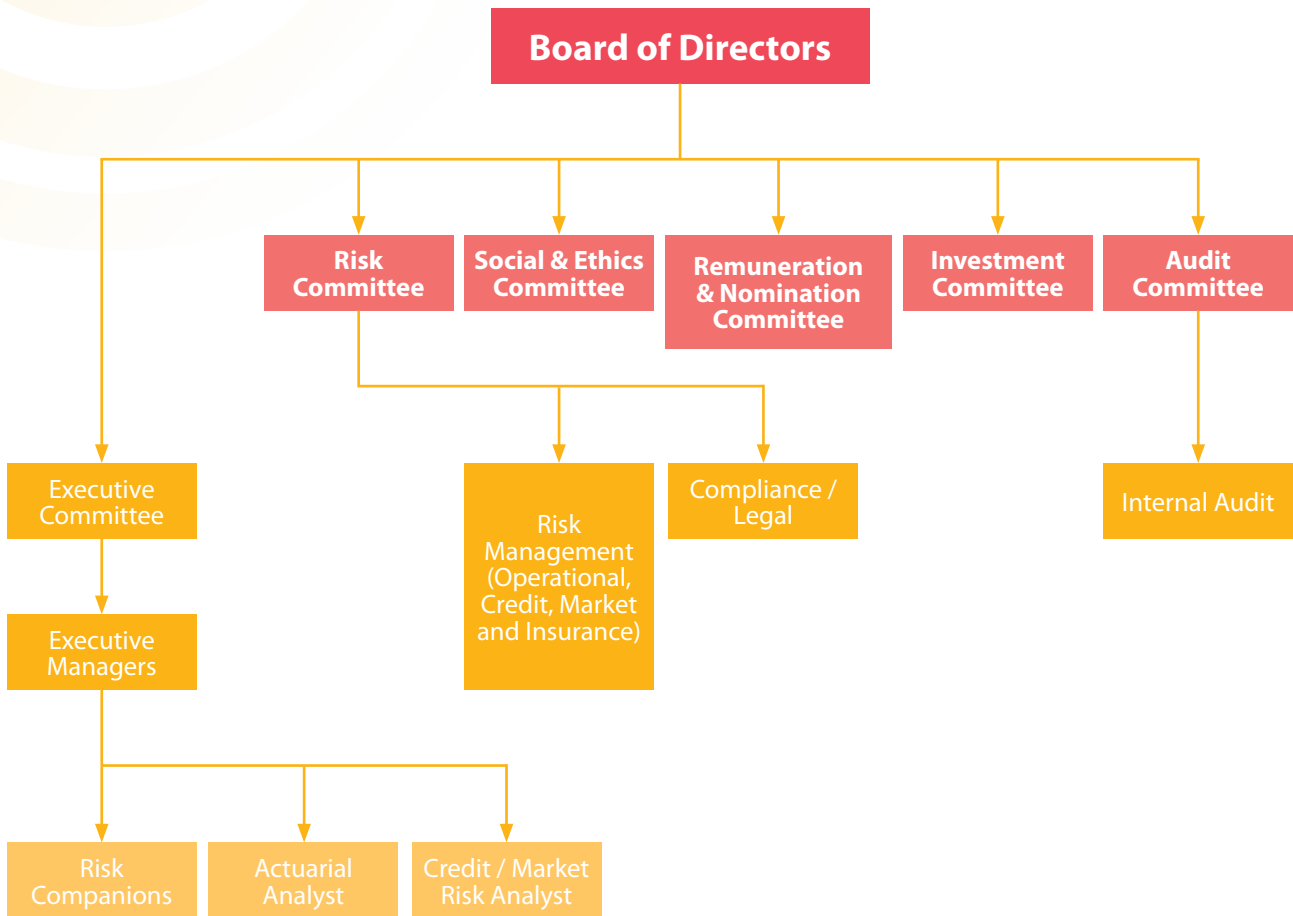 Board of Directors
Risk
Committee
Social & Ethics
Committee
Remuneration
& Nomination
Committee
Investment
Committee
Audit
Committee
Executive
Committee
Risk
Management
(Operational,
Credit, Market
and Insurance)
Compliance /
Legal
Internal Audit
Executive
Managers
Risk
Companions
Actuarial
Analyst
Credit / Market
Risk Analyst